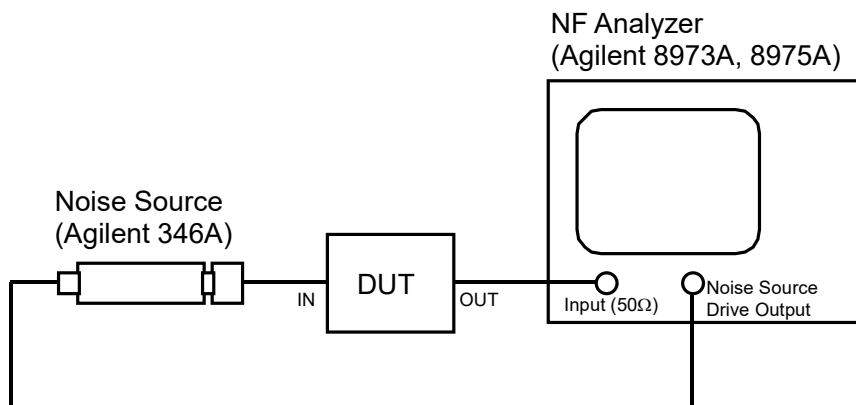 NF Analyzer
(Agilent 8973A, 8975A)
Noise Source
(Agilent 346A)
IN
DUT
OUT
Input (50Ω)
Noise Source
Drive Output